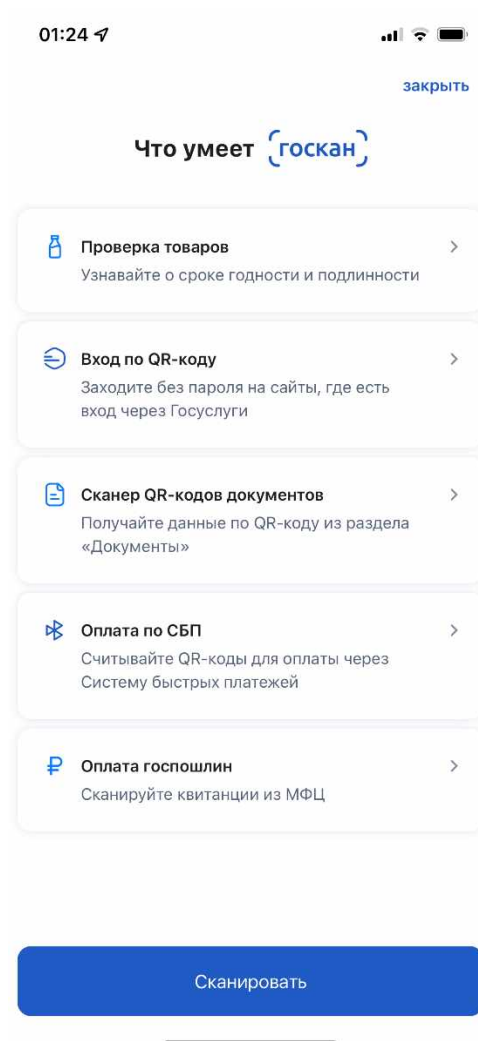 01:24
закрыть
Что умеет госкан
Проверка товаров
Узнавайте о сроке годности и подлинности
Вход по QR-коду
Заходите без пароля на сайты, где есть
вход через Госуслуги
Сканер QR-кодов документов
Получайте данные по QR-коду из раздела
«Документы»
Оплата по СБП
Считывайте QR-коды для оплаты через
Систему быстрых платежей
Оплата госпошлин
Сканируйте квитанции из МФЦ
Сканировать